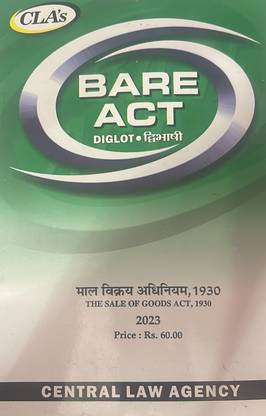 CLA's
BARE
ACT
DIGLOT • द्विभाषी
माल विक्रय अधिनियम, 1930
THE SALE OF GOODS ACT, 1930
2023
Price : Rs. 60.00
CENTRAL LAW AGENCY